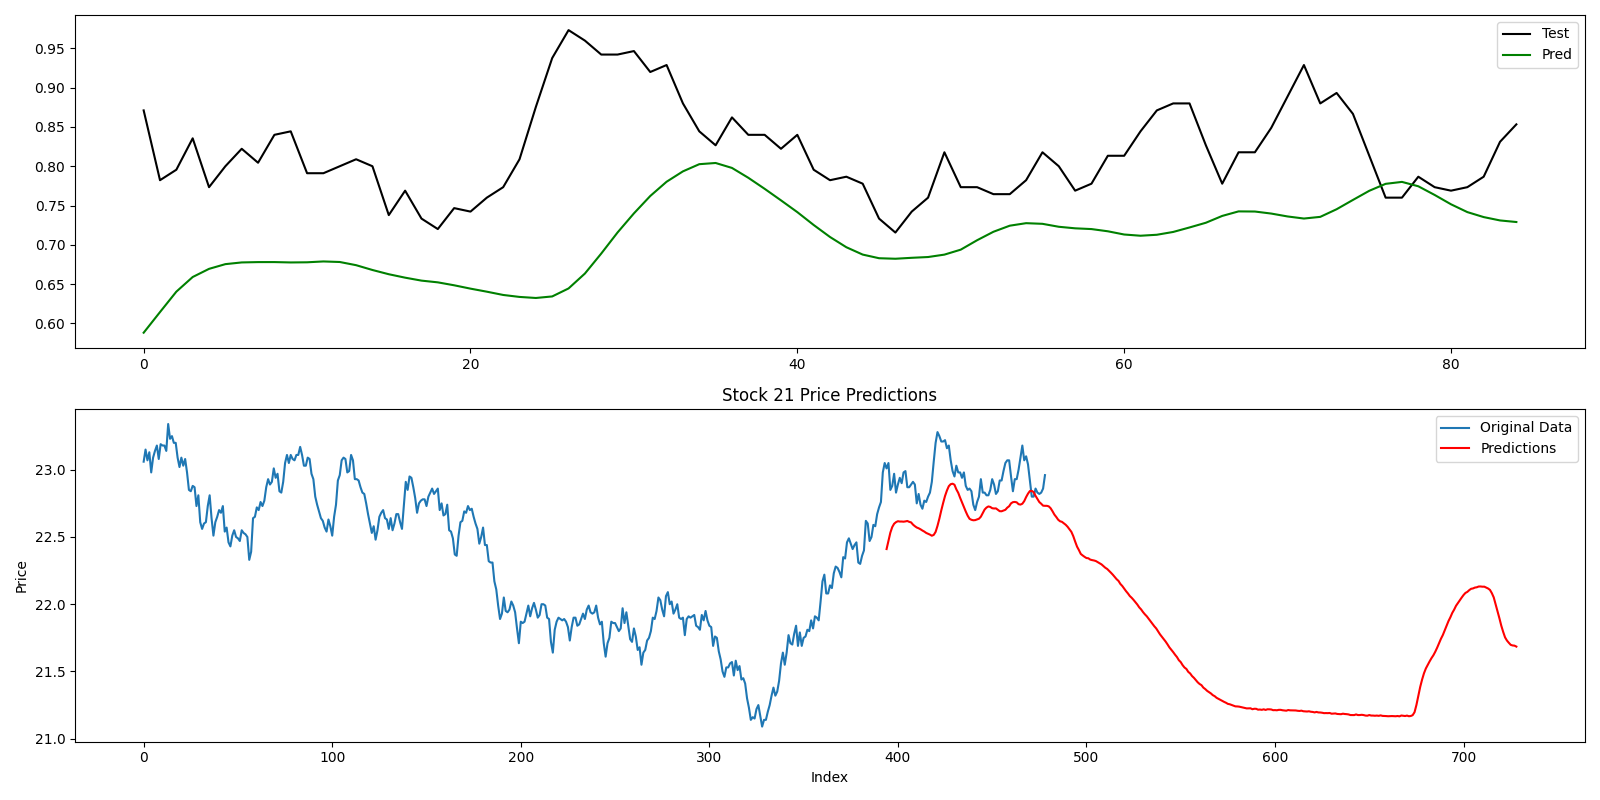 0.95
0.90
0.85
0.80
0.75
0.70
0.65
0.60
Test
Pred
0 20 40 60 80
Stock 21 Price Predictions
Price
23.0
22.5
22.0
21.5
21.0
Original Data
Predictions
0 100 200 300 400 500 600 700
Index